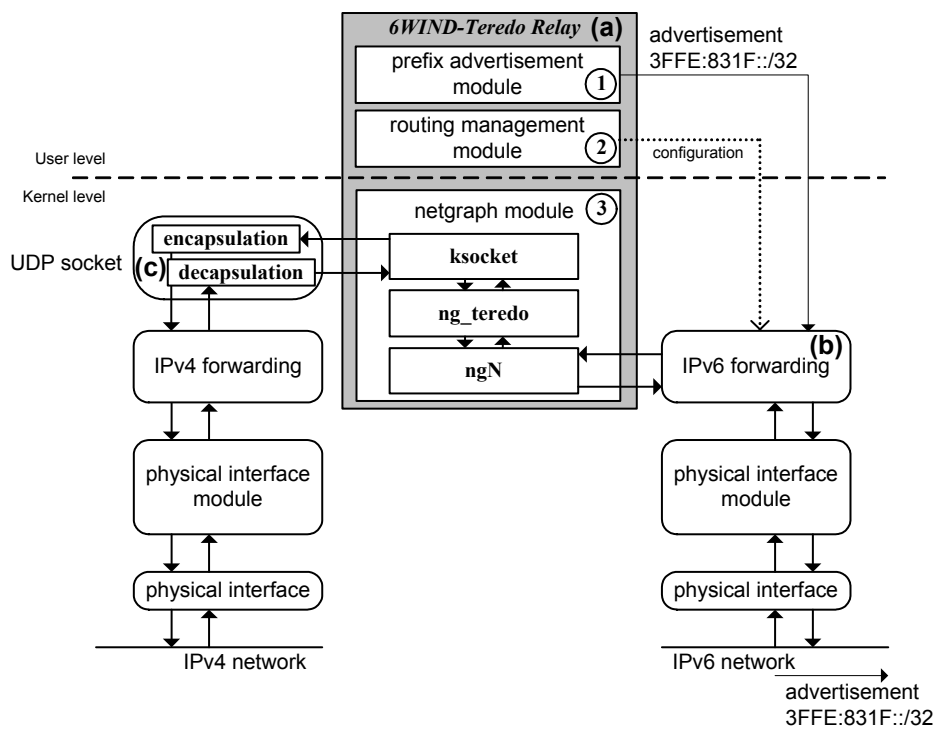 6WIND-Teredo Relay (a)
prefix advertisement
module
1
advertisement
3FFE:831F::/32
routing management
module
2
configuration
User level
Kernel level
netgraph module
3
UDP socket
(c)
encapsulation
decapsulation
ksocket
ng_teredo
ngN
IPv4 forwarding
(b)
IPv6 forwarding
physical interface
module
physical interface
module
physical interface
physical interface
IPv4 network
IPv6 network
advertisement
3FFE:831F::/32